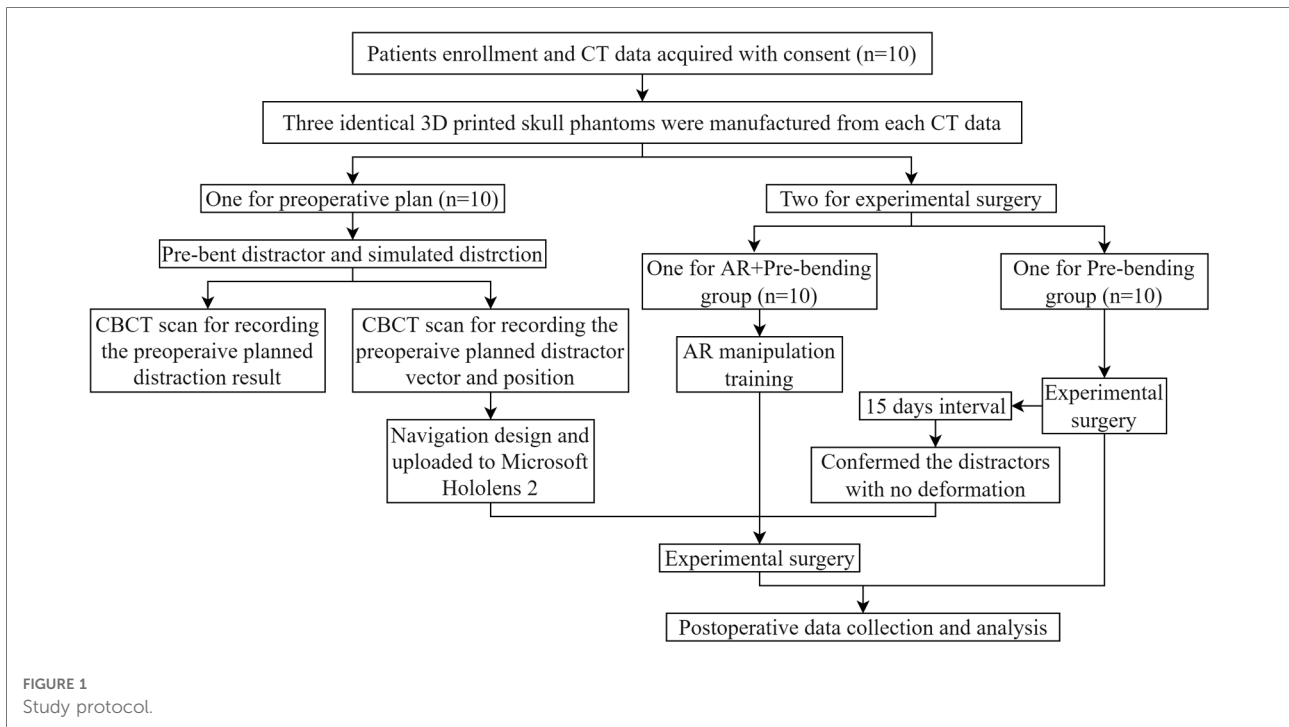 Patients enrollment and CT data acquired with consent (n=10)
Three identical 3D printed skull phantoms were manufactured from each CT data
One for preoperative plan (n=10)
Two for experimental surgery
Pre-bent distractor and simulated distrction
One for AR+Pre-bending
group (n=10)
One for Pre-bending
group (n=10)
CBCT scan for recording
the preoperaive planned
distraction result
CBCT scan for recording the
preoperaive planned distractor
vector and position
AR manipulation
training
Experimental
surgery
15 days interval
Navigation design and
uploaded to Microsoft
Hololens 2
Confermed the distractors
with no deformation
Experimental surgery
Postoperative data collection and analysis
FIGURE 1
Study protocol.